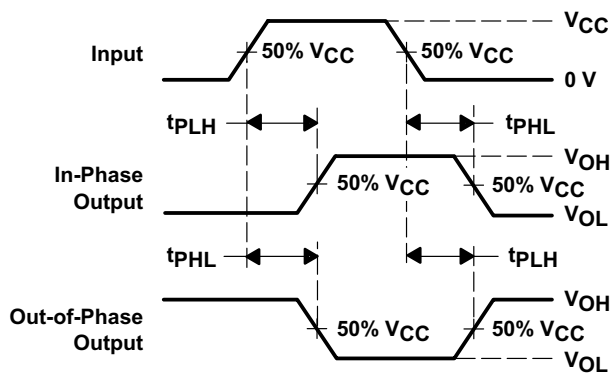 VCC
Input
50% VCC
50% VCC
0 V
tPLH
tPHL
In-Phase
Output
VOH
50% VCC
50% VCC
VOL
tPHL
tPLH
Out-of-Phase
Output
VOH
50% VCC
50% VCC
VOL